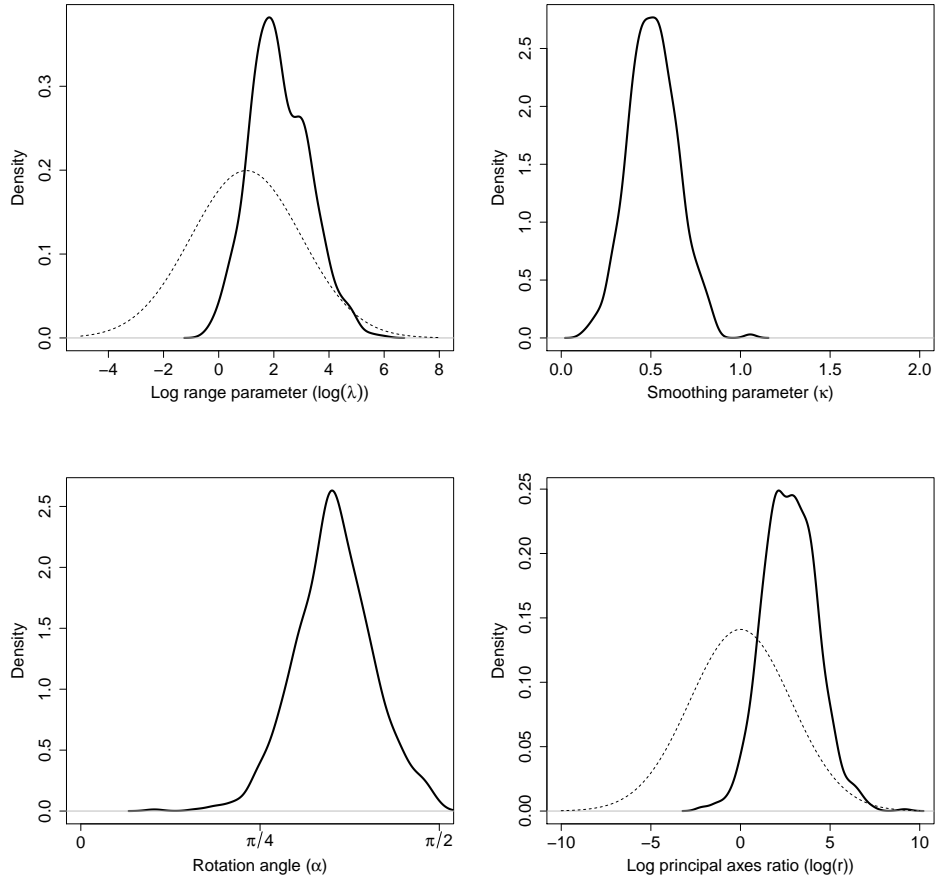 Density
0.0 0.1 0.2 0.3
−4 −2 0 2 4 6 8
Log range parameter (log(λ))
Density
0.0 0.5 1.0 1.5 2.0 2.5
0.0 0.5 1.0 1.5 2.0
Smoothing parameter (κ)
Density
0.0 0.5 1.0 1.5 2.0 2.5
0 π/4 π/2
Rotation angle (α)
Density
0.00 0.05 0.10 0.15 0.20 0.25
−10 −5 0 5 10
Log principal axes ratio (log(r))